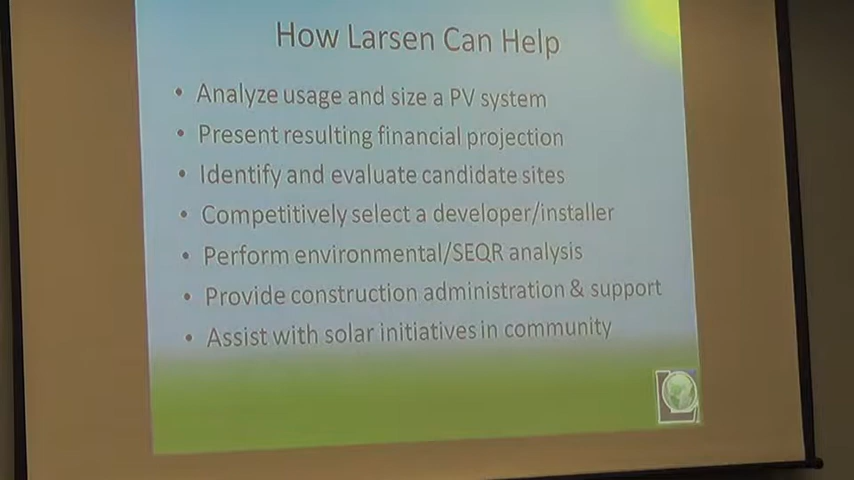 How Larsen Can Help
• Analyze usage and size a PV system
• Present resulting financial projection
• Identify and evaluate candidate sites
• Competitively select a developer/installer
• Perform environmental/SEQR analysis
• Provide construction administration & support
• Assist with solar initiatives in community